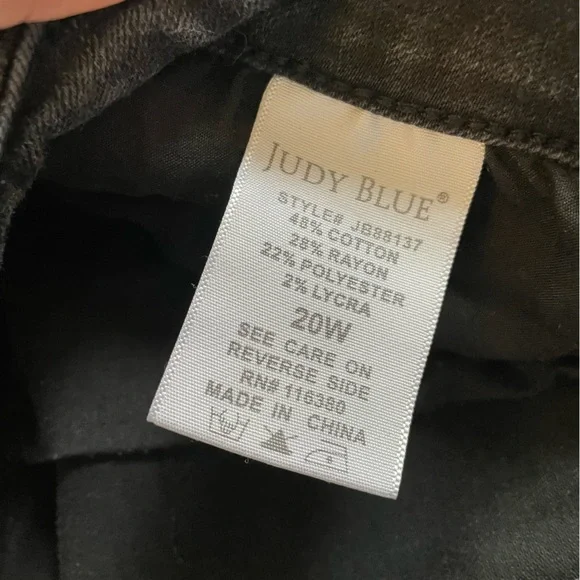 JUDY BLUE®
STYLE# JB88137
48% COTTON
28% RAYON
22% POLYESTER
2% LYCRA
20W
SEE CARE ON
REVERSE SIDE
RN# 116380
MADE IN CHINA